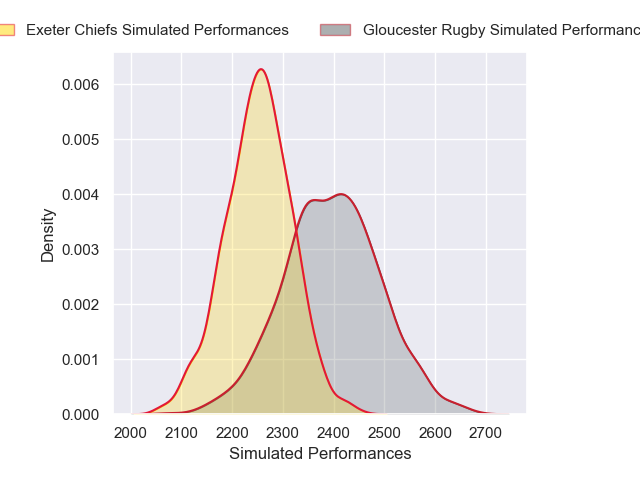 Exeter Chiefs Simulated Performances
Gloucester Rugby Simulated Performanc
0.006
0.005
0.004
0.003
0.002
0.001
0.000
Density
2000 2100 2200 2300 2400 2500 2600 2700
Simulated Performances